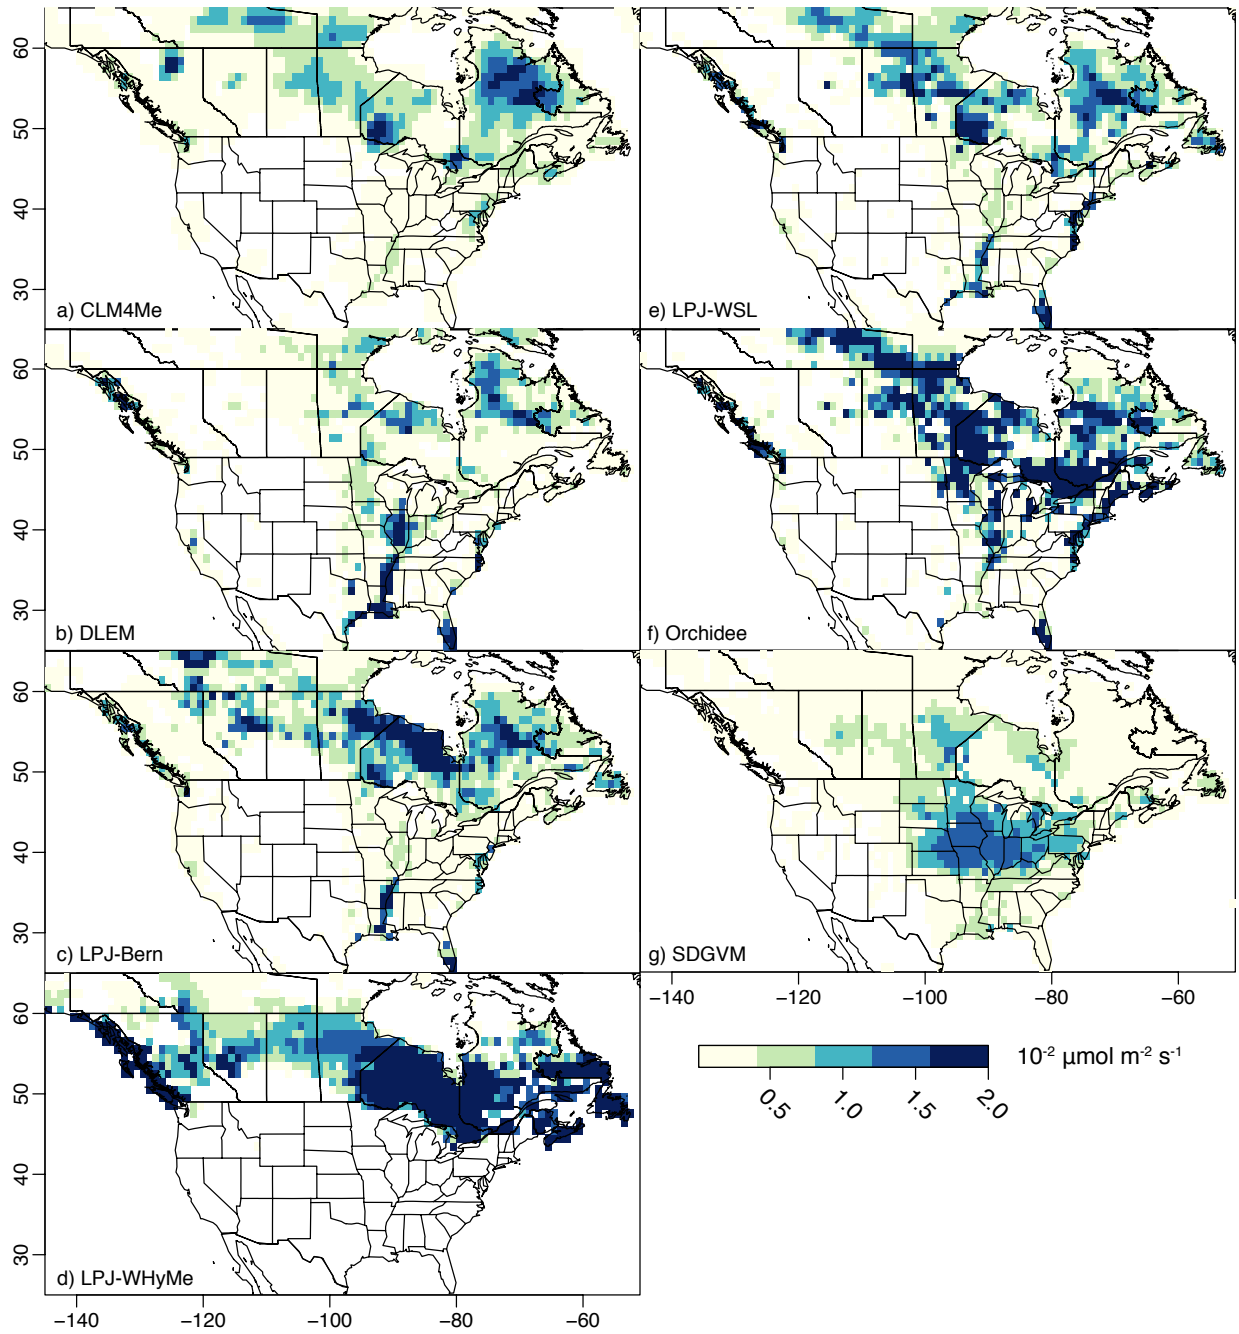 60
50
40
30
a) CLM4Me
e) LPJ-WSL
60
50
40
30
b) DLEM
f) Orchidee
60
50
40
30
c) LPJ-Bern
g) SDGVM
−140 −120 −100 −80 −60
60
50
40
30
d) LPJ-WHyMe
10⁻² µmol m⁻² s⁻¹
0.5 1.0 1.5 2.0
−140 −120 −100 −80 −60